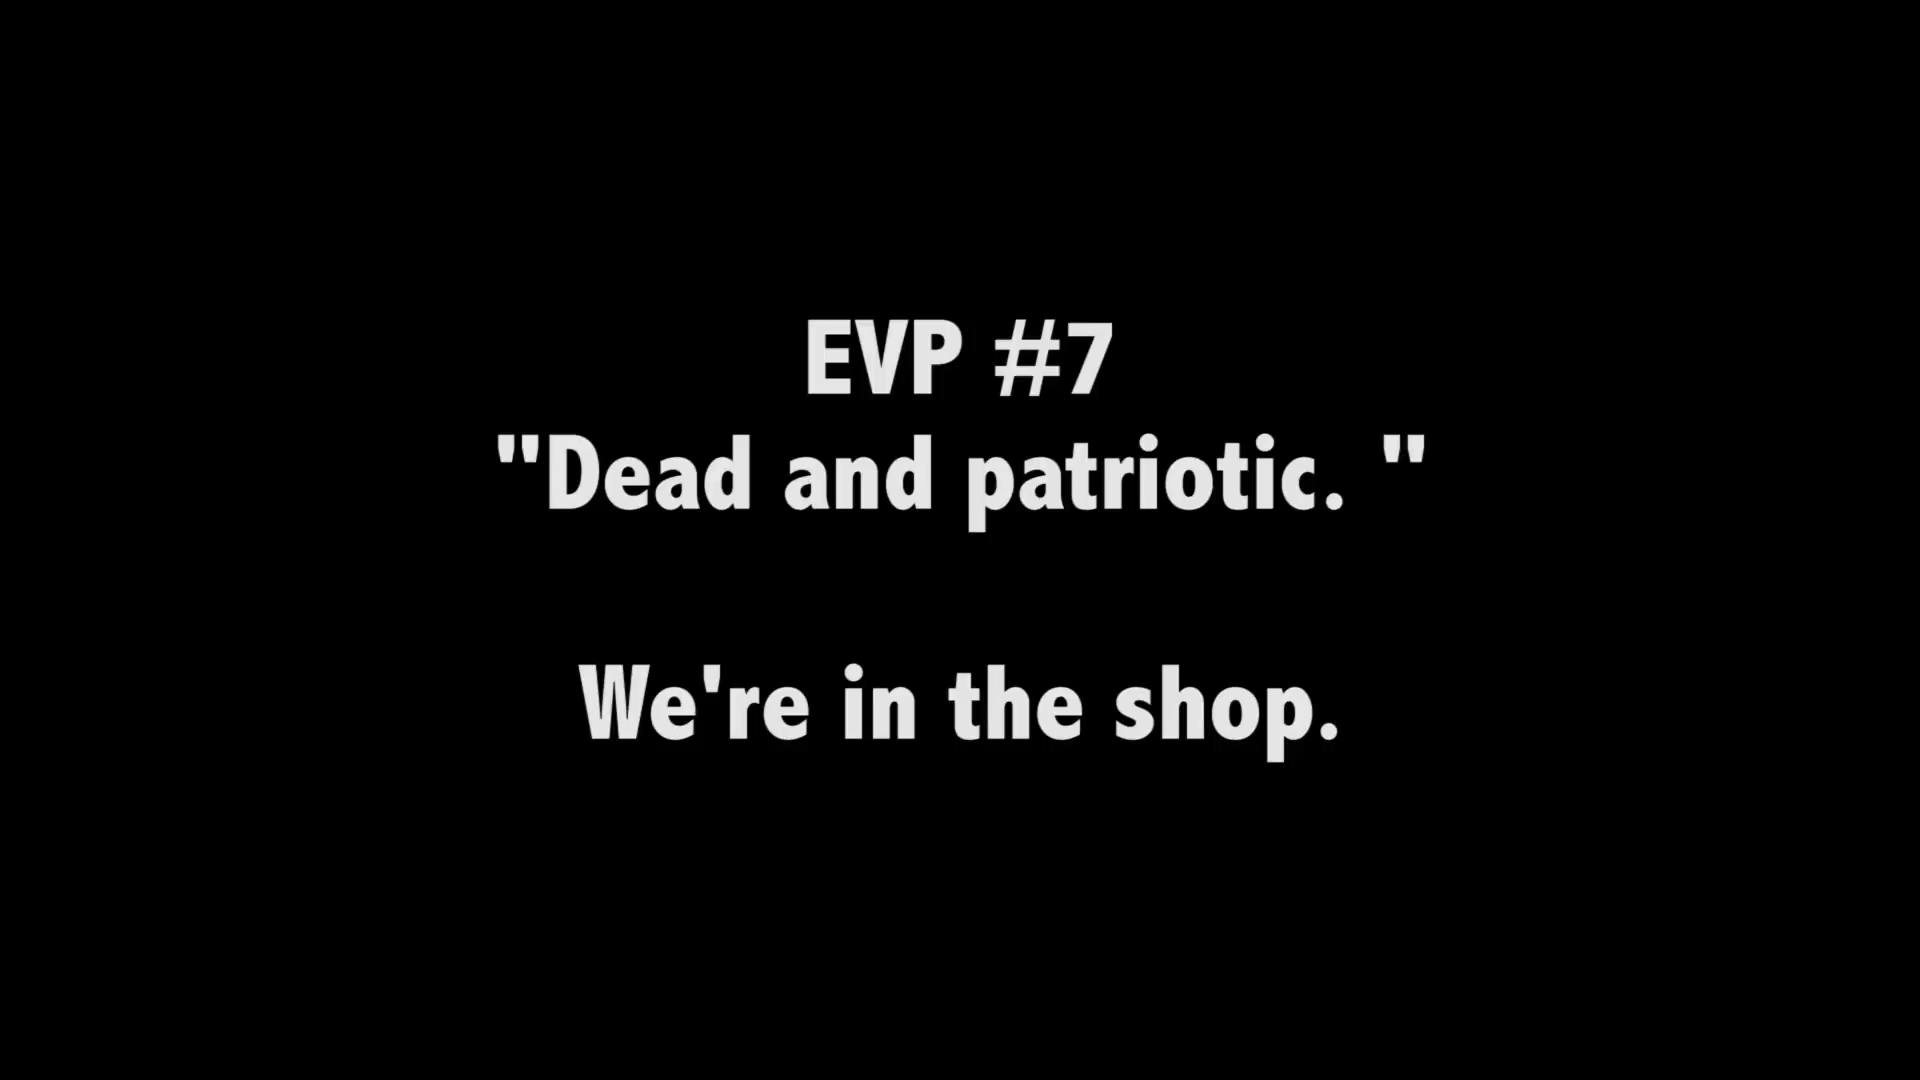 EVP #7
"Dead and patriotic. "
We're in the shop.